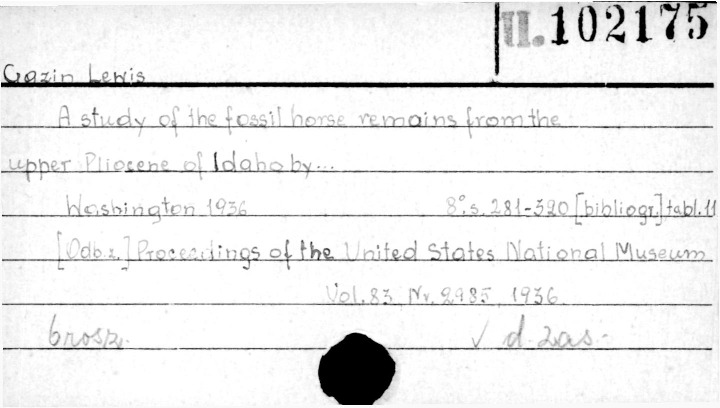 II.102175
Gazin Lewis
A study of the fossil horse remains from the
upper Pliocene of Idaho by...
Washington 1936 8°. s. 281-320 [bibliogr.] tabl. 11
[Odb. z.] Proceedings of the United States National Museum
Vol. 83, Nr. 2985, 1936.
brosz. √ d. zas.